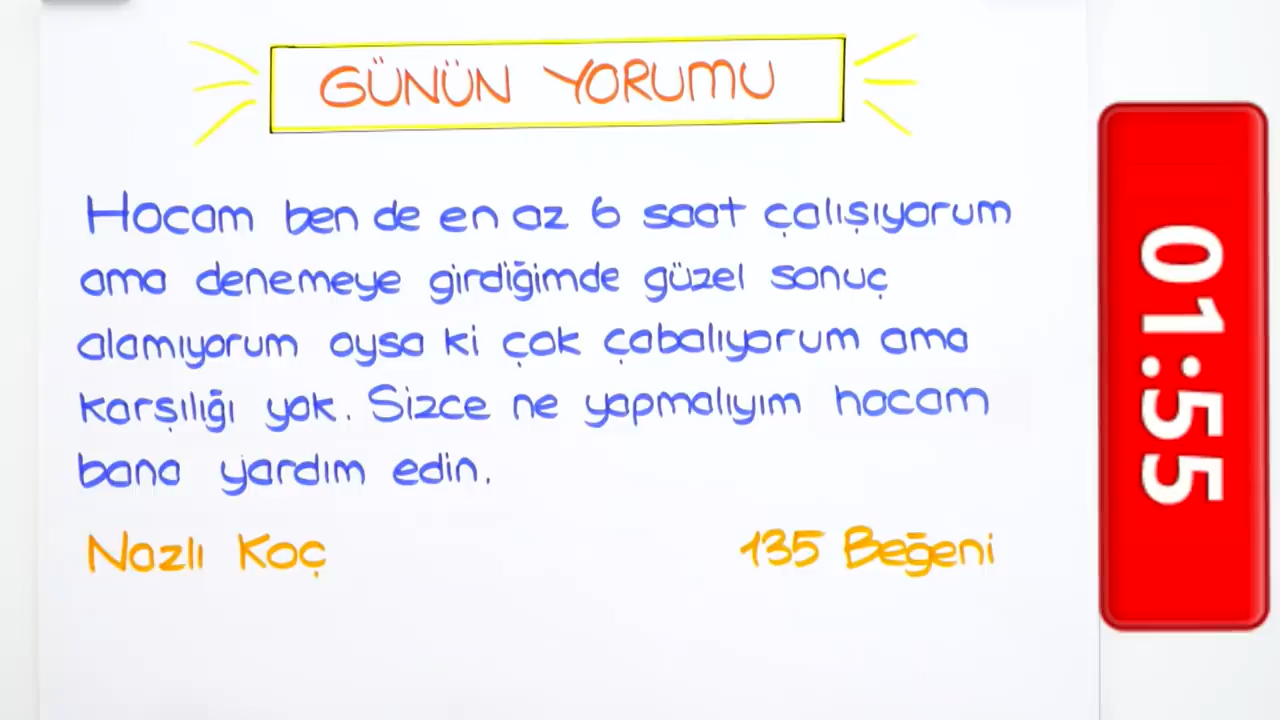 GÜNÜN YORUMU
Hocam ben de en az 6 saat çalışıyorum
ama denemeye girdiğimde güzel sonuç
alamıyorum oysa ki çok çabalıyorum ama
karşılığı yok. Sizce ne yapmalıyım hocam
bana yardım edin.
Nazlı Koç 135 Beğeni
01:55